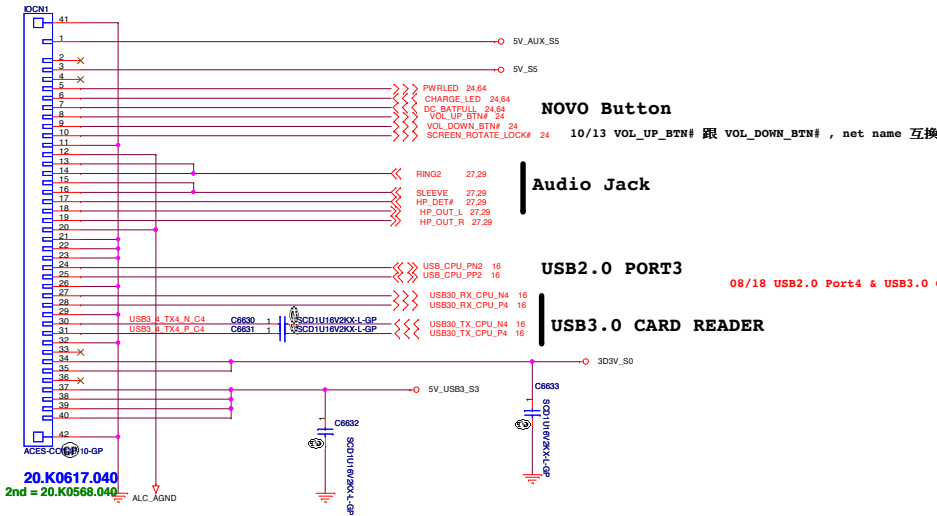 IOCN1
41
1
5V_AUX_S5
2
3
5V_S5
4
5
PWRLED 24,64
6
CHARGE_LED 24,64
7
DC_BATFULL 24,64
8
VOL_UP_BTN# 24
9
VOL_DOWN_BTN# 24
10
SCREEN_ROTATE_LOCK# 24
NOVO Button
10/13 VOL_UP_BTN# 跟 VOL_DOWN_BTN# , net name 互換
11
12
13
14
RING2 27,29
15
16
SLEEVE 27,29
17
HP_DET# 27,29
18
HP_OUT_L 27,29
19
HP_OUT_R 27,29
Audio Jack
20
21
22
23
24
USB_CPU_PN2 16
25
USB_CPU_PP2 16
USB2.0 PORT3
08/18 USB2.0 Port4 & USB3.0
26
27
USB30_RX_CPU_N4 16
28
USB30_RX_CPU_P4 16
29
30
USB3_4_TX4_N_C4
C6630
1
SCD1U16V2KX-L-GP
USB30_TX_CPU_N4 16
31
USB3_4_TX4_P_C4
C6631
1
SCD1U16V2KX-L-GP
USB30_TX_CPU_P4 16
USB3.0 CARD READER
32
33
34
3D3V_S0
35
36
37
5V_USB3_S3
38
39
40
C6633
1
SCD1U16V2KX-L-GP
C6632
1
SCD1U16V2KX-L-GP
42
20.K0617.040
2nd = 20.K0568.040
ALC_AGND